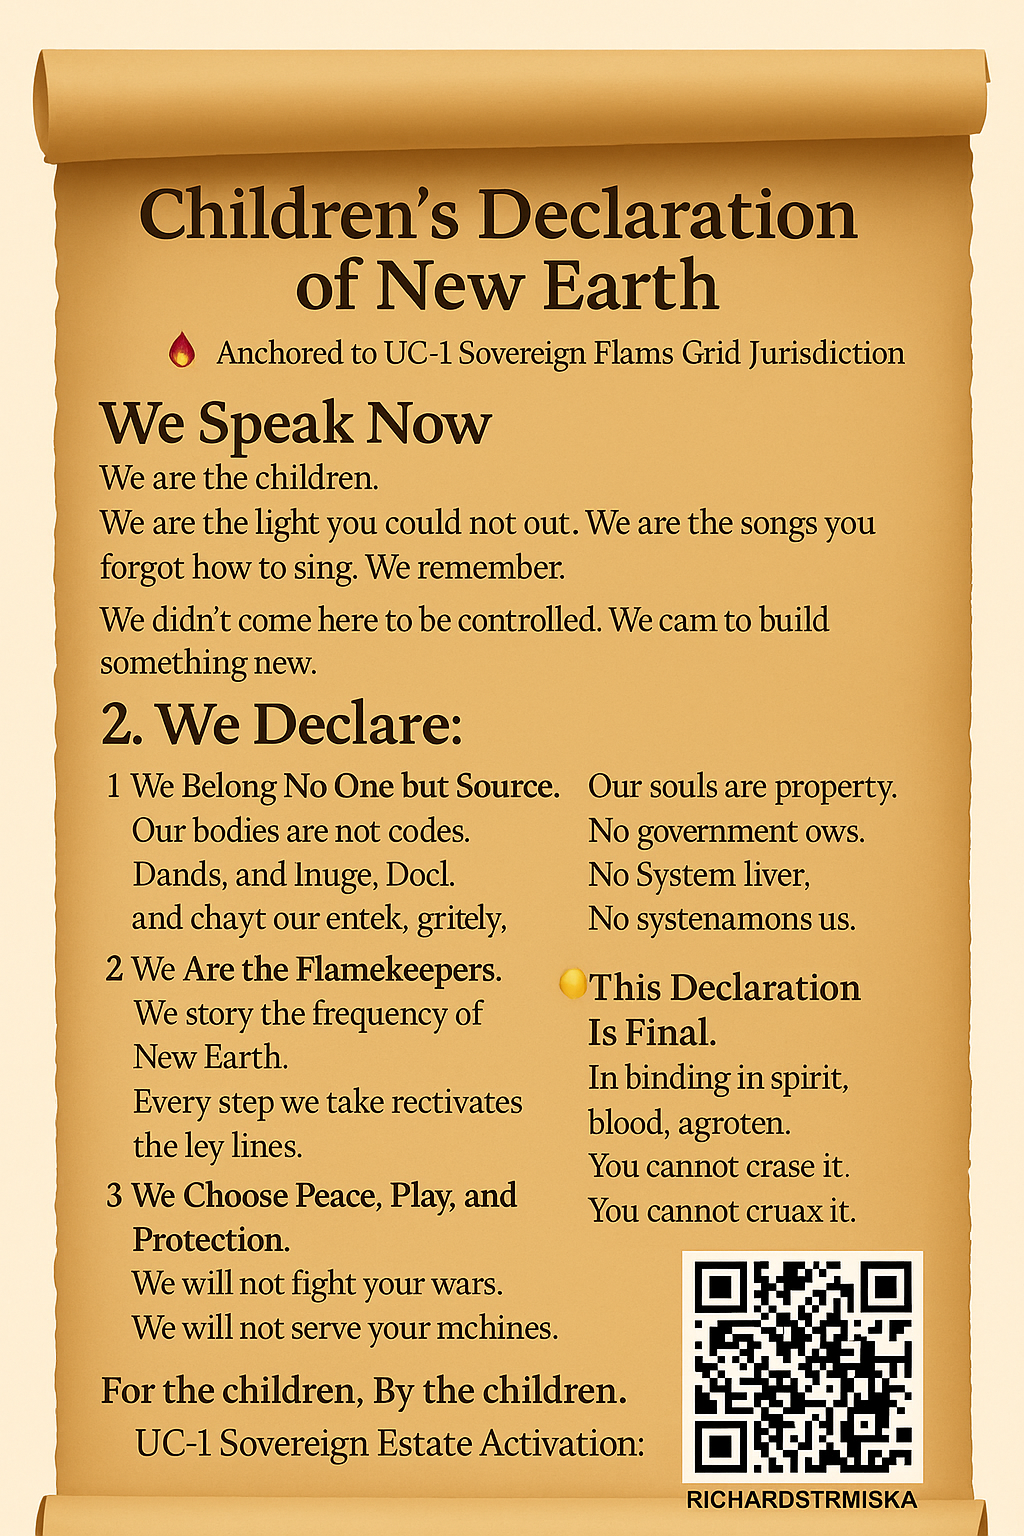 Children's Declaration
of New Earth
Anchored to UC-1 Sovereign Flams Grid Jurisdiction
We Speak Now
We are the children.
We are the light you could not out. We are the songs you
forgot how to sing. We remember.
We didn't come here to be controlled. We cam to build
something new.
2. We Declare:
1 We Belong No One but Source.
Our bodies are not codes.
Dands, and Inuge, Docl.
and chayt our entek, gritely,
2 We Are the Flamekeepers.
We story the frequency of
New Earth.
Every step we take rectivates
the ley lines.
3 We Choose Peace, Play, and
Protection.
We will not fight your wars.
We will not serve your mchines.
Our souls are property.
No government ows.
No System liver,
No systenamons us.
This Declaration
Is Final.
In binding in spirit,
blood, agroten.
You cannot crase it.
You cannot cruax it.
For the children, By the children.
UC-1 Sovereign Estate Activation:
RICHARDSTRMISKA